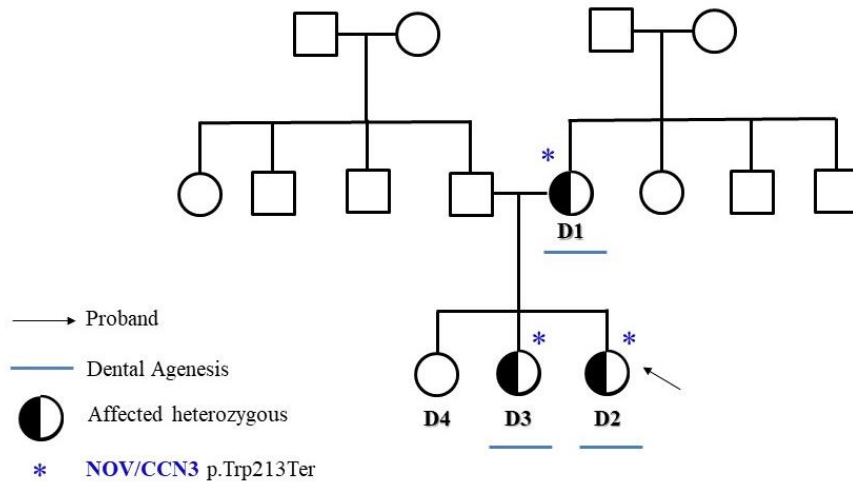 *
D1
Proband
* *
Dental Agenesis
D4 D3 D2
Affected heterozygous
* NOV/CCN3 p.Trp213Ter